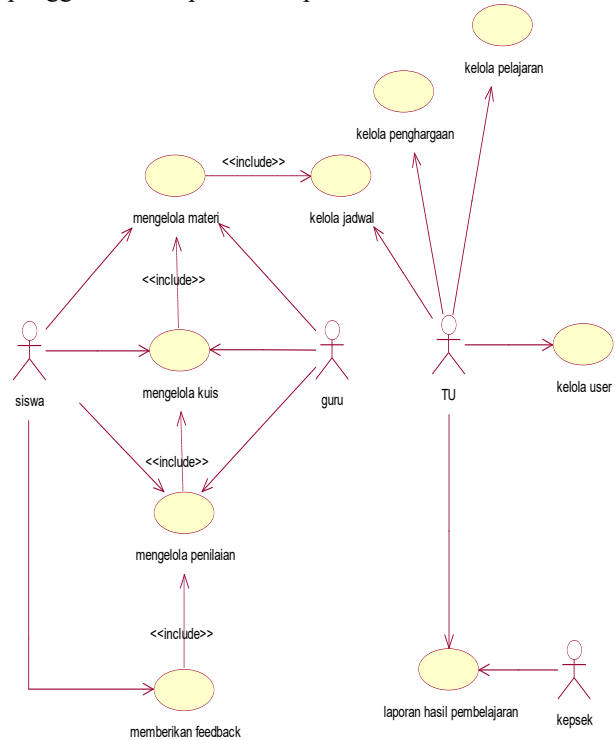 kelola pelajaran
kelola penghargaan
<<include>>
mengelola materi
kelola jadwal
<<include>>
siswa
mengelola kuis
guru
TU
kelola user
<<include>>
mengelola penilaian
<<include>>
memberikan feedback
laporan hasil pembelajaran
kepsek